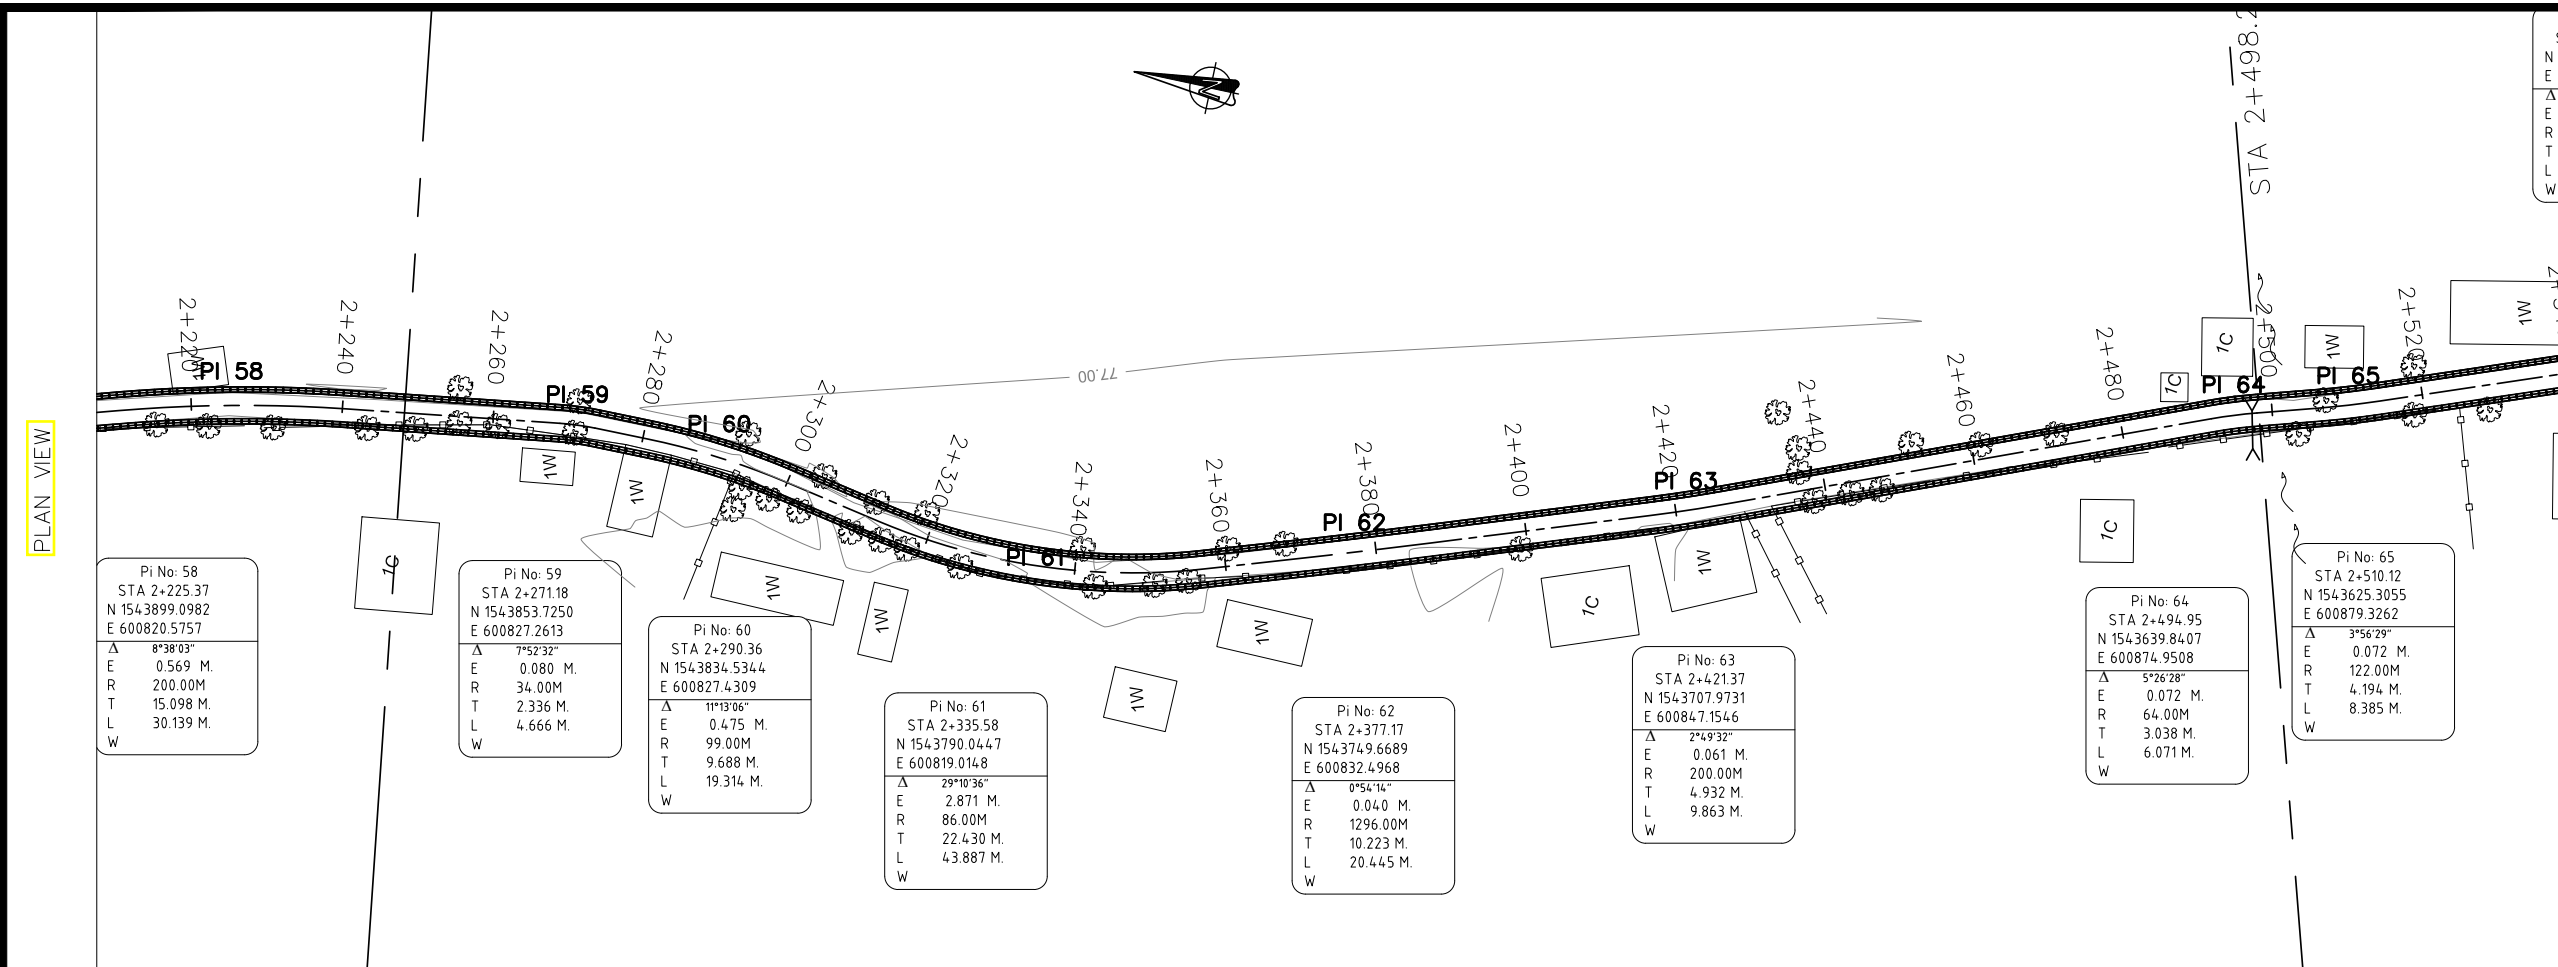 PLAN VIEW
N
STA 2+498.2
2+220
2+240
2+260
2+280
2+300
2+320
2+340
2+360
2+380
2+400
2+420
2+440
2+460
2+480
2+500
2+520
77.00
PI 58
PI 59
PI 60
PI 61
PI 62
PI 63
PI 64
PI 65
1W
1C
1W
1W
1W
1W
1W
1W
1C
1W
1C
1C
1C
1W
1W
Pi No: 58
STA 2+225.37
N 1543899.0982
E 600820.5757
Δ 8°38'03"
E 0.569 M.
R 200.00M
T 15.098 M.
L 30.139 M.
W
Pi No: 59
STA 2+271.18
N 1543853.7250
E 600827.2613
Δ 7°52'32"
E 0.080 M.
R 34.00M
T 2.336 M.
L 4.666 M.
W
Pi No: 60
STA 2+290.36
N 1543834.5344
E 600827.4309
Δ 11°13'06"
E 0.475 M.
R 99.00M
T 9.688 M.
L 19.314 M.
W
Pi No: 61
STA 2+335.58
N 1543790.0447
E 600819.0148
Δ 29°10'36"
E 2.871 M.
R 86.00M
T 22.430 M.
L 43.887 M.
W
Pi No: 62
STA 2+377.17
N 1543749.6689
E 600832.4968
Δ 0°54'14"
E 0.040 M.
R 1296.00M
T 10.223 M.
L 20.445 M.
W
Pi No: 63
STA 2+421.37
N 1543707.9731
E 600847.1546
Δ 2°49'32"
E 0.061 M.
R 200.00M
T 4.932 M.
L 9.863 M.
W
Pi No: 64
STA 2+494.95
N 1543639.8407
E 600874.9508
Δ 5°26'28"
E 0.072 M.
R 64.00M
T 3.038 M.
L 6.071 M.
W
Pi No: 65
STA 2+510.12
N 1543625.3055
E 600879.3262
Δ 3°56'29"
E 0.072 M.
R 122.00M
T 4.194 M.
L 8.385 M.
W
N
E
Δ
E
R
T
L
W